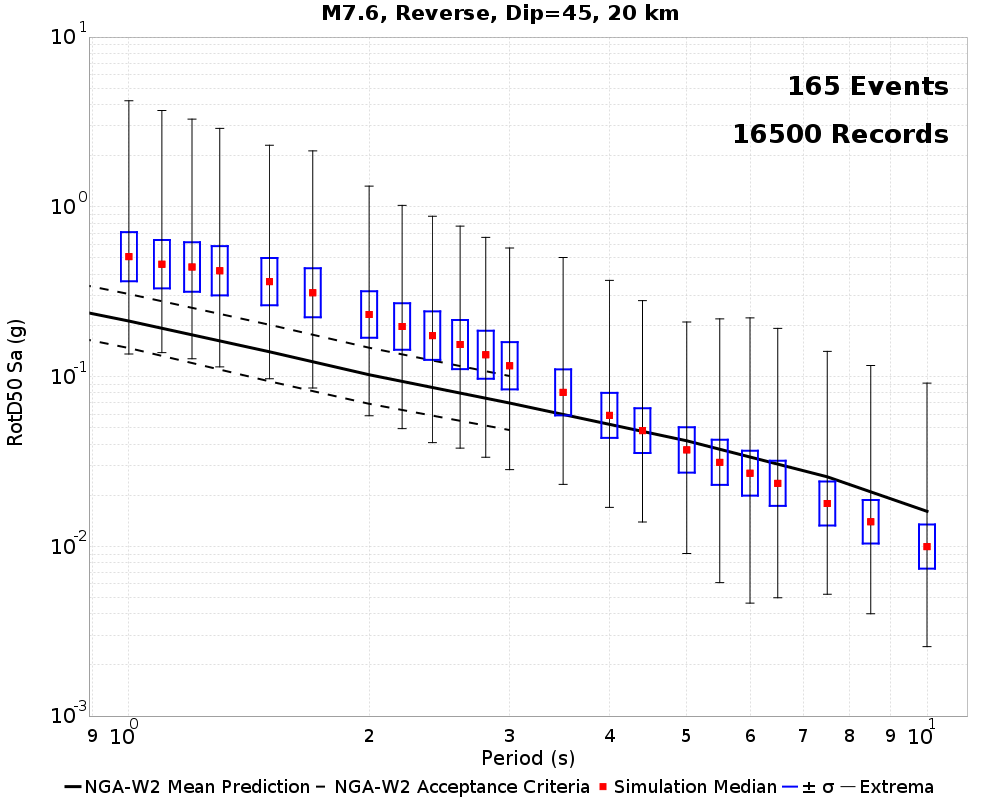 M7.6, Reverse, Dip=45, 20 km
10^1
165 Events
16500 Records
10^0
10^-1
10^-2
10^-3
RotD50 Sa (g)
9 10^0 2 3 4 5 6 7 8 9 10^1
Period (s)
NGA-W2 Mean Prediction NGA-W2 Acceptance Criteria Simulation Median ± σ Extrema